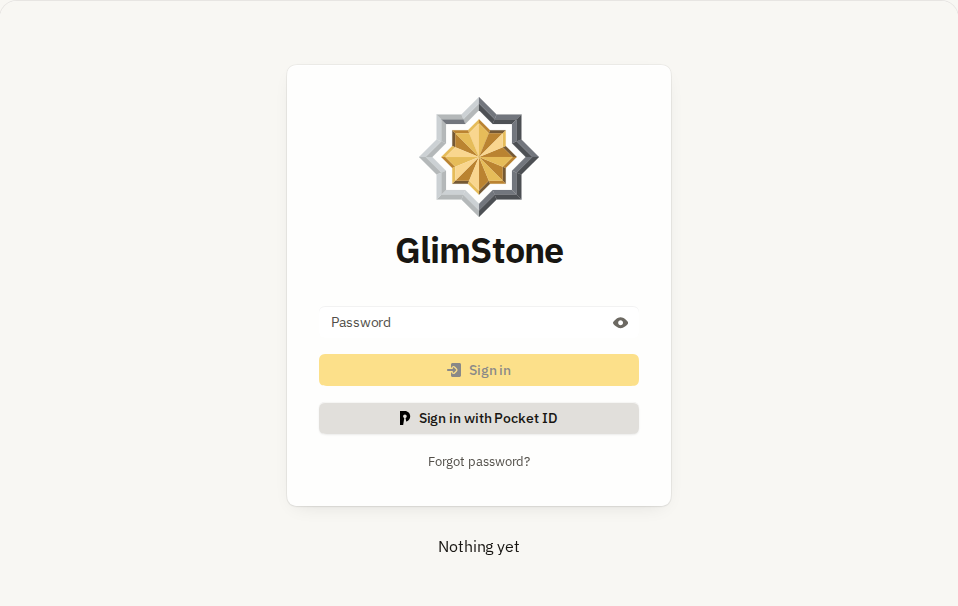 GlimStone
Password
Sign in
Sign in with Pocket ID
Forgot password?
Nothing yet